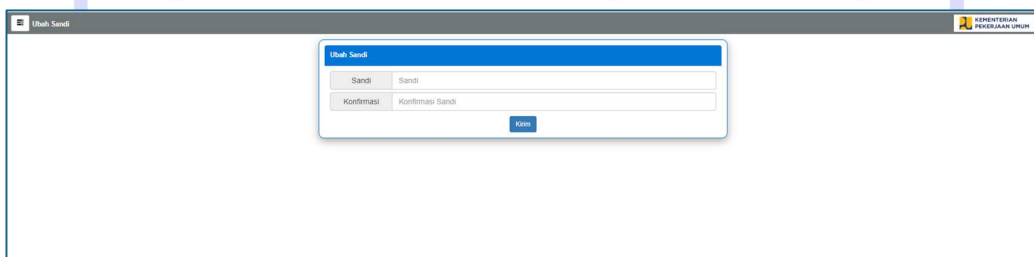 Ubah Sandi
KEMENTERIAN
PEKERJAAN UMUM
Ubah Sandi
Sandi Sandi
Konfirmasi Konfirmasi Sandi
Kirim